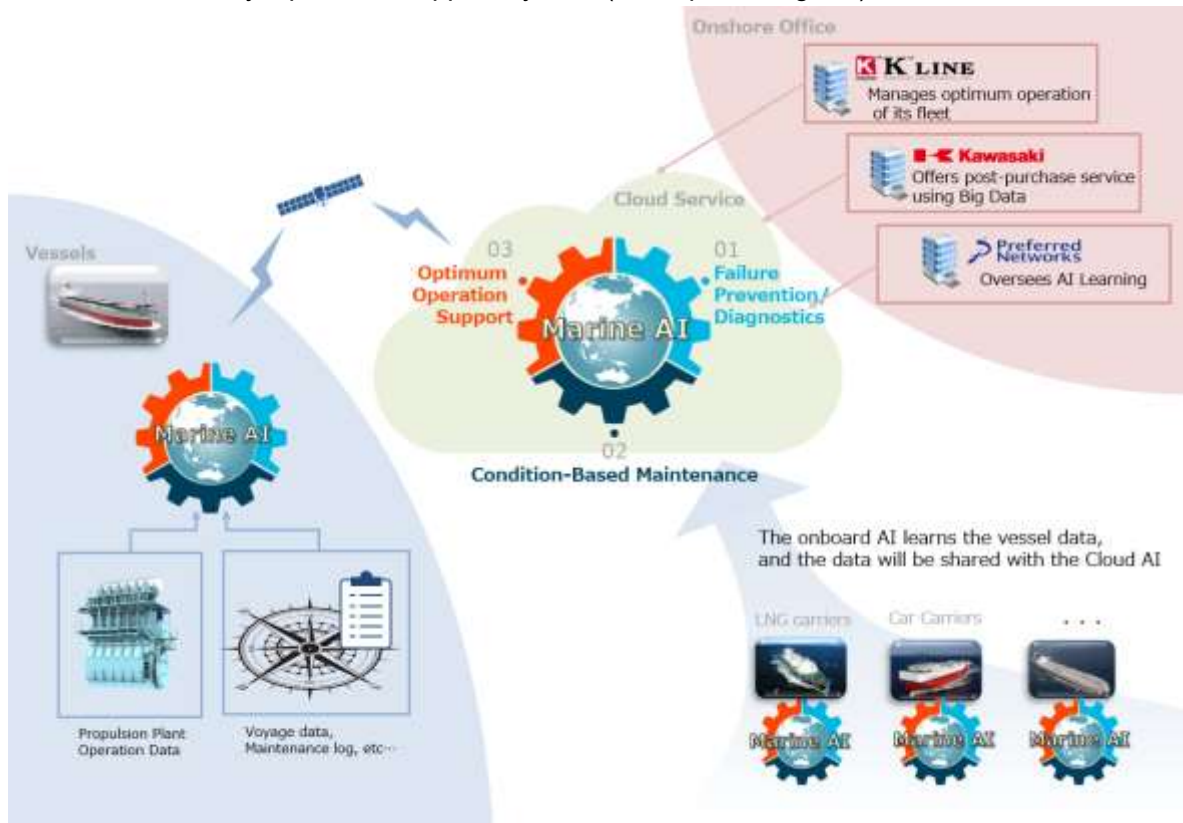 Onshore Office
K "K" LINE
Manages optimum operation
of its fleet
Kawasaki
Offers post-purchase service
using Big Data
Preferred
Networks
Oversees AI Learning
Cloud Service
03
Optimum
Operation
Support
01
Failure
Prevention/
Diagnostics
Marine AI
02
Condition-Based Maintenance
Vessels
Marine AI
Propulsion Plant
Operation Data
Voyage data,
Maintenance log, etc…
The onboard AI learns the vessel data,
and the data will be shared with the Cloud AI
LNG carriers
Car Carriers
. . .
Marine AI
Marine AI
Marine AI